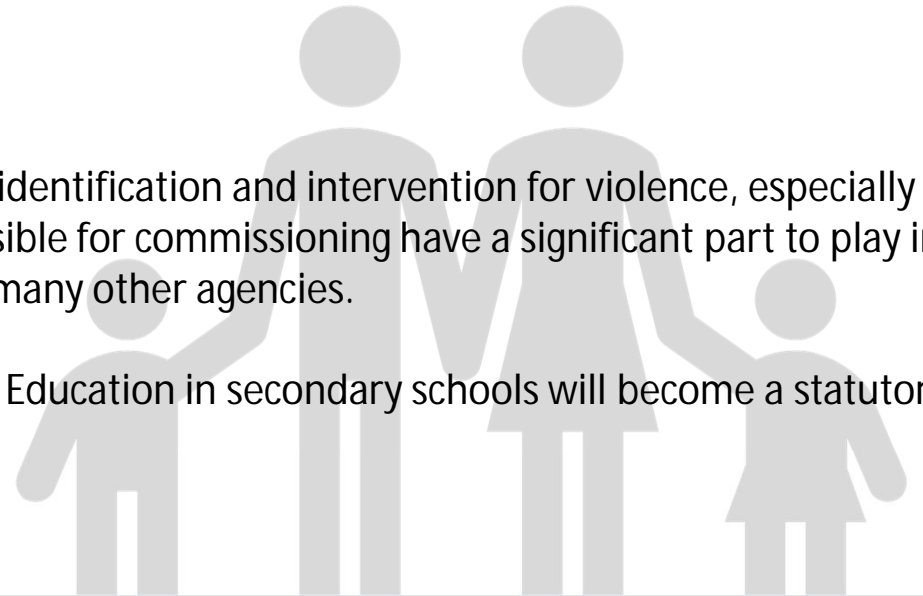 identification and intervention for violence, especially
sible for commissioning have a significant part to play i
many other agencies.
Education in secondary schools will become a statuto